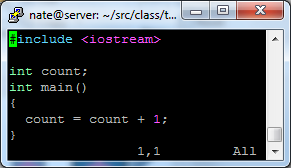 nate@server: ~/src/class/t...
#include <iostream>
int count;
int main()
{
  count = count + 1;
}
1,1 All